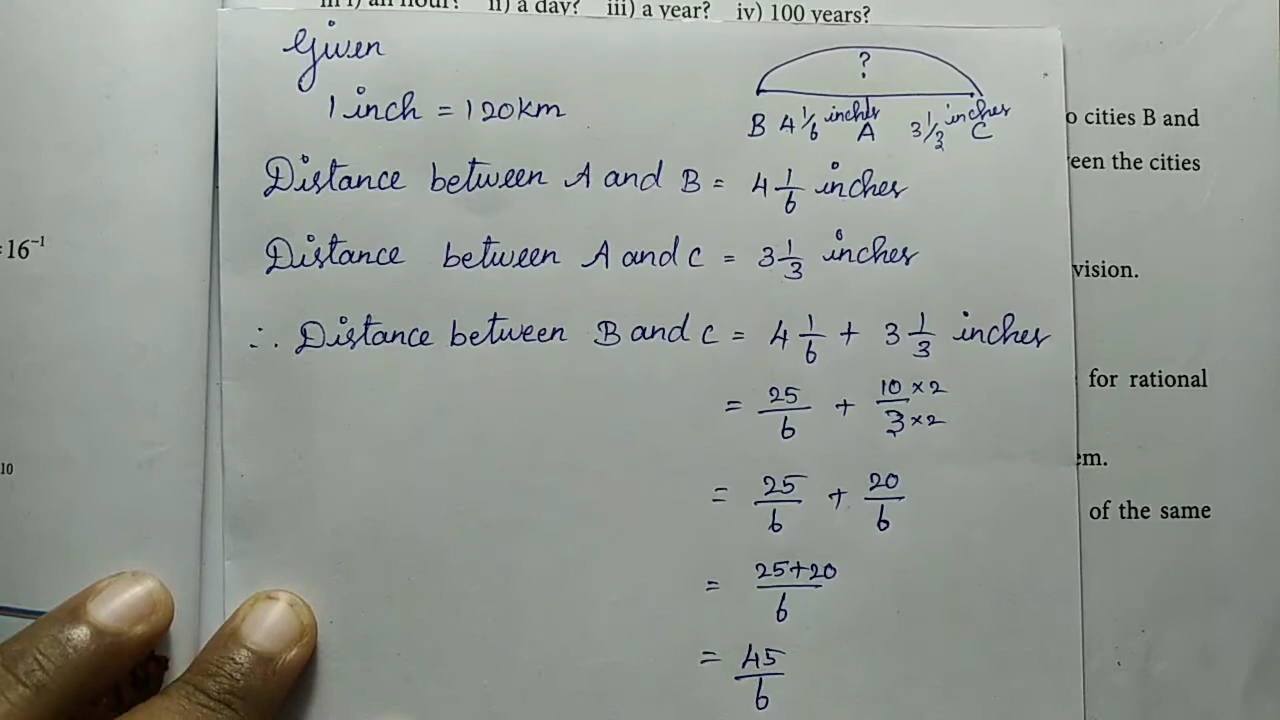 ii) a day? iii) a year? iv) 100 years?
Given
?
1 inch = 120km
B 4 1/6 inches A 3 1/3 inches C
o cities B and
Distance between A and B = 4 1/6 inches
een the cities
=16⁻¹
Distance between A and C = 3 1/3 inches
vision.
∴ Distance between B and C = 4 1/6 + 3 1/3 inches
for rational
= 25/6 + 10×2/3×2
em.
10
= 25/6 + 20/6
of the same
= 25+20/6
= 45/6